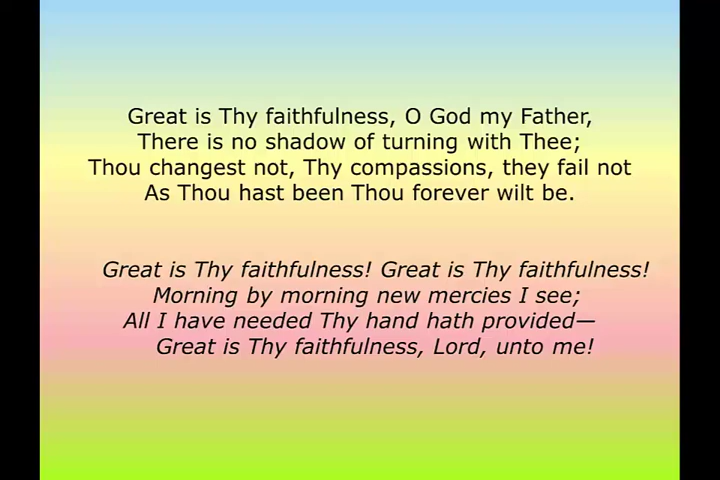 Great is Thy faithfulness, O God my Father,
There is no shadow of turning with Thee;
Thou changest not, Thy compassions, they fail not
As Thou hast been Thou forever wilt be.
Great is Thy faithfulness! Great is Thy faithfulness!
Morning by morning new mercies I see;
All I have needed Thy hand hath provided—
Great is Thy faithfulness, Lord, unto me!